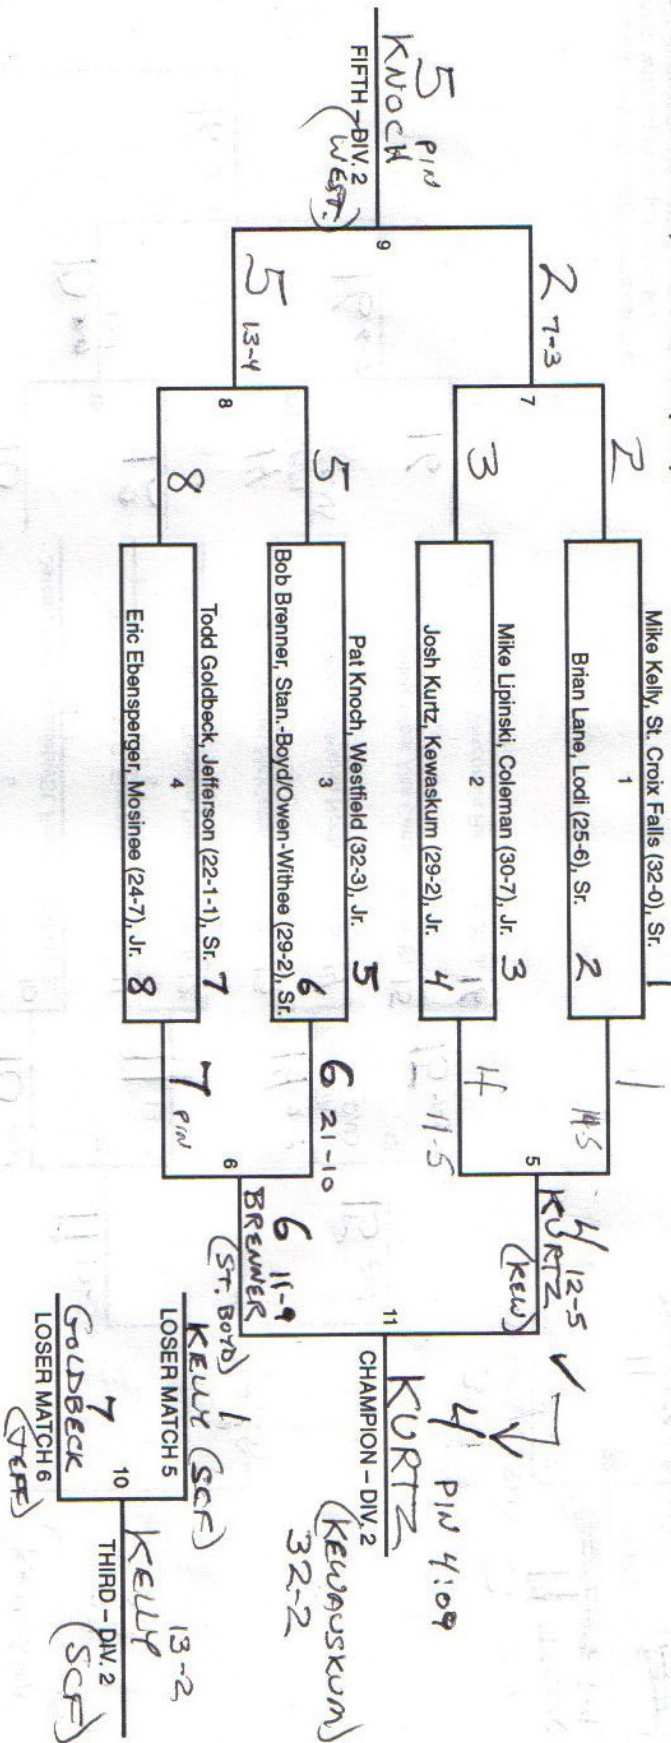 Mike Kelly, St. Croix Falls (32-0), Sr. 1
1
Brian Lane, Lodi (25-6), Sr. 2
Mike Lipinski, Coleman (30-7), Jr. 3
2
Josh Kurtz, Kewaskum (29-2), Jr. 4
Pat Knoch, Westfield (32-3), Jr. 5
3
Bob Brenner, Stan.-Boyd/Owen-Withee (29-2), Sr. 6
Todd Goldbeck, Jefferson (22-1-1), Sr. 7
4
Eric Ebensperger, Mosinee (24-7), Jr. 8
2
7
3
2 7-3
5
8
8
5 13-4
9
5 PIN
KNOCH
FIFTH – DIV. 2
(WEST.)
1
5
4
6 21-10
6
7 PIN
4 12-5
KURTZ
(KEW)
11
6 11-9
BRENNER
(ST. BOYD)
4 PIN 4:09
KURTZ
CHAMPION – DIV. 2
(KEWAUSKUM)
32-2
KELLY (SCF) 1
LOSER MATCH 5
10
7
GOLDBECK
LOSER MATCH 6
(JEFF)
13-2
KELLY
THIRD – DIV. 2
(SCF)